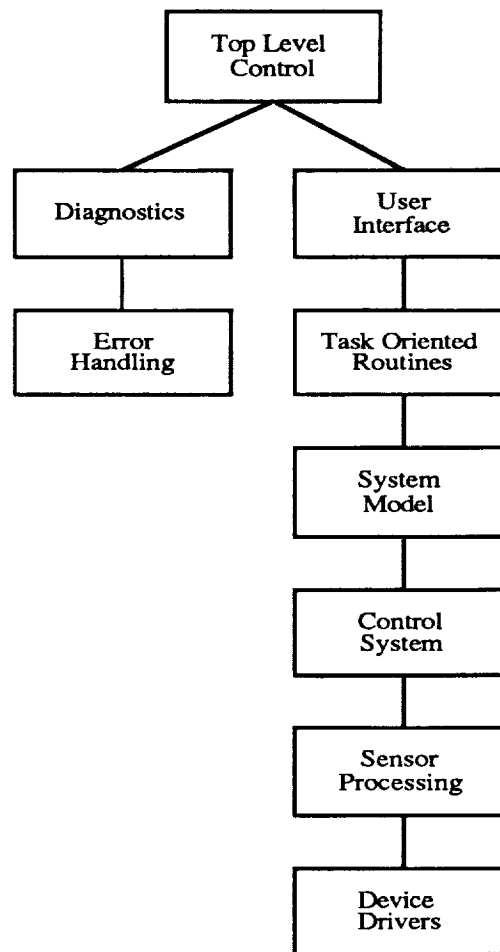 Top Level
Control
Diagnostics
User
Interface
Error
Handling
Task Oriented
Routines
System
Model
Control
System
Sensor
Processing
Device
Drivers